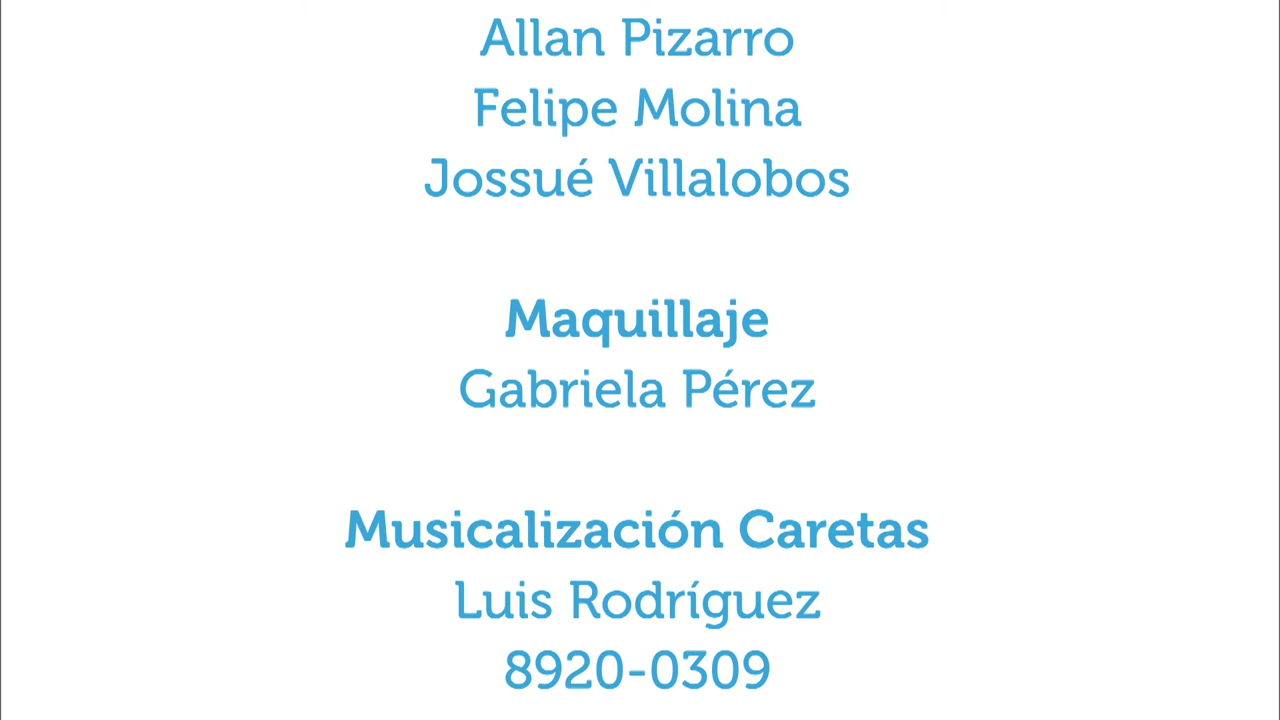 Allan Pizarro
Felipe Molina
Jossué Villalobos
Maquillaje
Gabriela Pérez
Musicalización Caretas
Luis Rodríguez
8920-0309